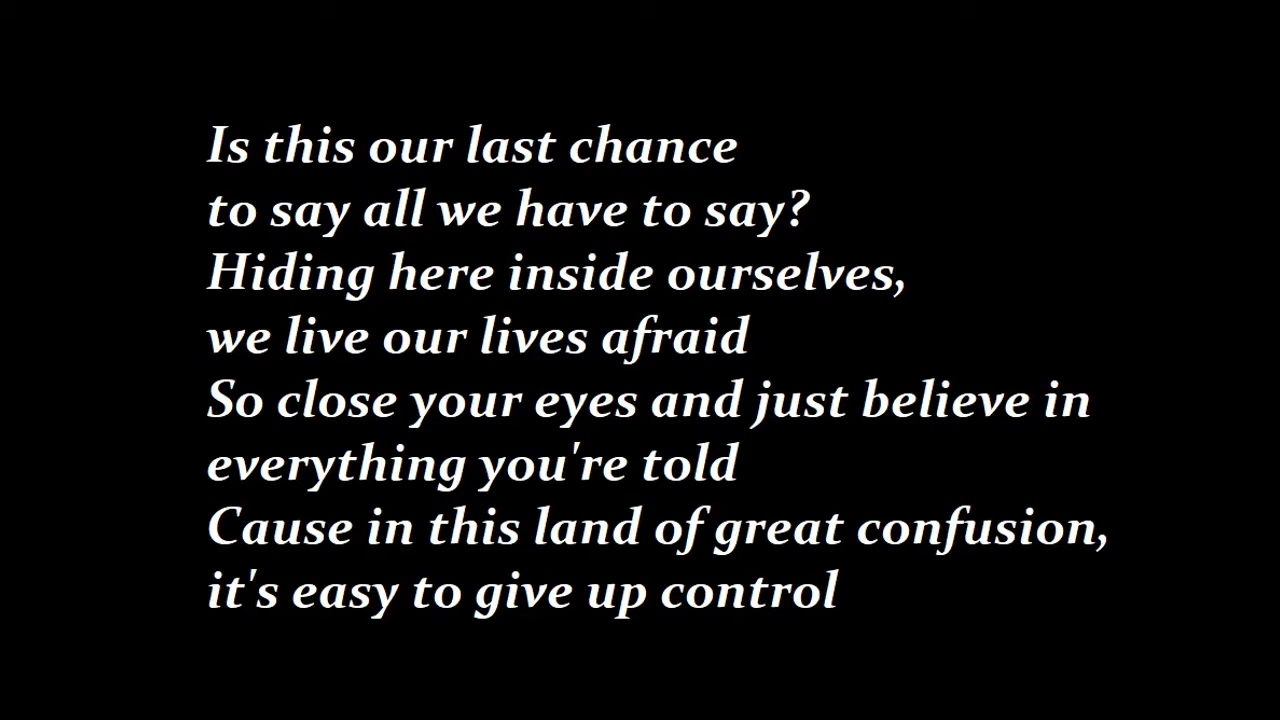 Is this our last chance
to say all we have to say?
Hiding here inside ourselves,
we live our lives afraid
So close your eyes and just believe in
everything you're told
Cause in this land of great confusion,
it's easy to give up control